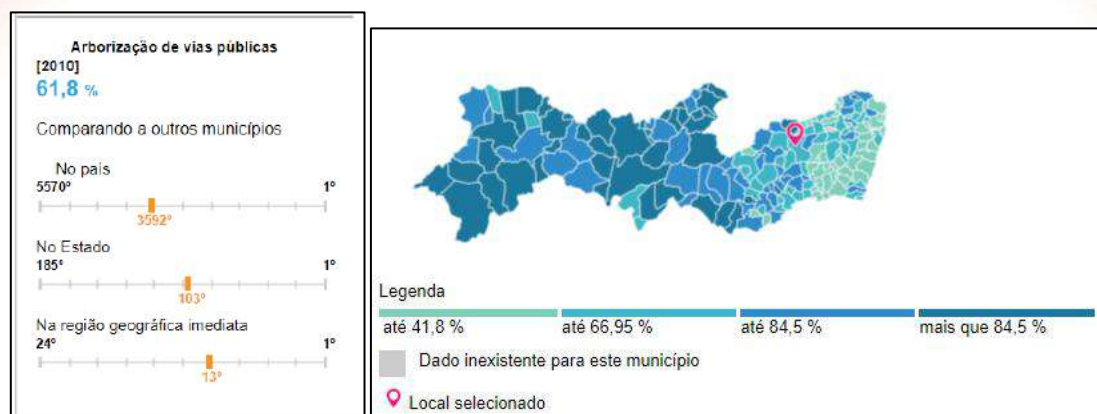 Arborização de vias públicas
[2010]
61,8 %
Comparando a outros municípios
No país
5570º 1º
3592º
No Estado
185º 1º
103º
Na região geográfica imediata
24º 1º
13º
Legenda
até 41,8 %
até 66,95 %
até 84,5 %
mais que 84,5 %
Dado inexistente para este município
Local selecionado